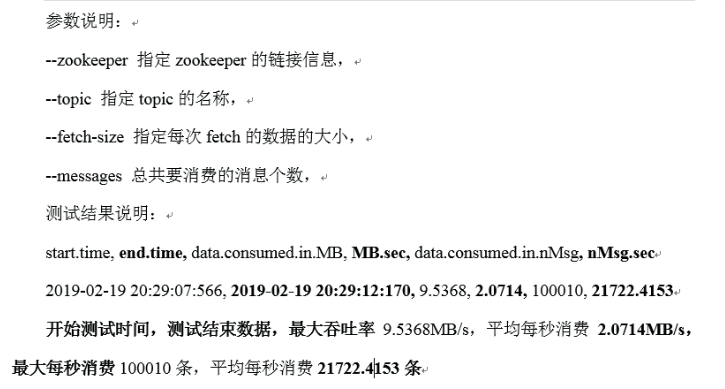 参数说明：
--zookeeper 指定 zookeeper 的链接信息，
--topic 指定 topic 的名称，
--fetch-size 指定每次 fetch 的数据的大小，
--messages 总共要消费的消息个数，
测试结果说明：
start.time, end.time, data.consumed.in.MB, MB.sec, data.consumed.in.nMsg, nMsg.sec
2019-02-19 20:29:07:566, 2019-02-19 20:29:12:170, 9.5368, 2.0714, 100010, 21722.4153
开始测试时间，测试结束数据，最大吞吐率 9.5368MB/s，平均每秒消费 2.0714MB/s，
最大每秒消费 100010 条，平均每秒消费 21722.4153 条